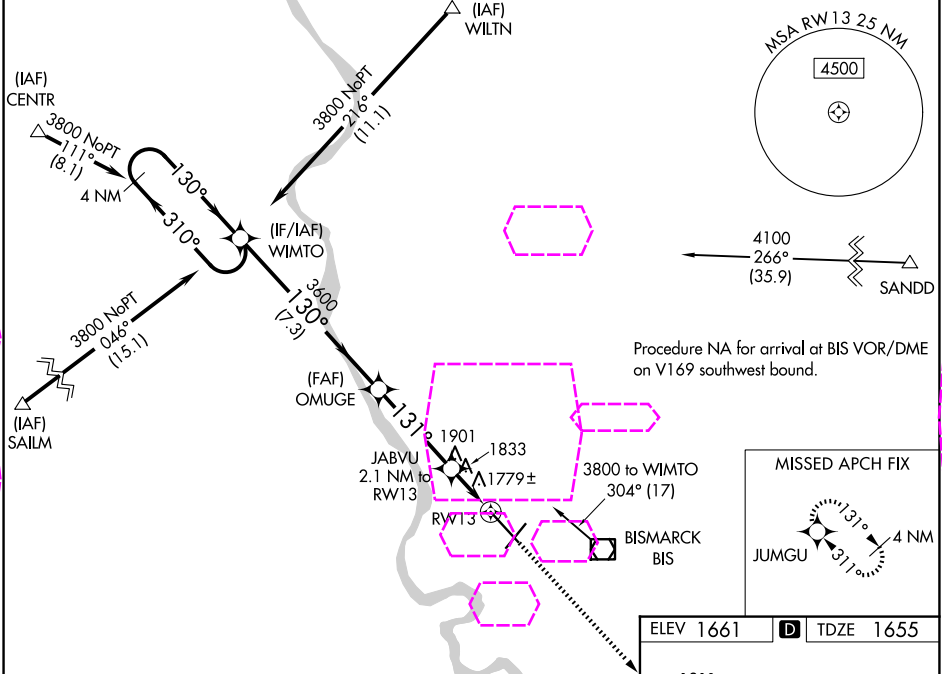 (IAF)
WILTN
MSA RW13 25 NM
4500
(IAF)
CENTR
3800 NoPT
111°
(8.1)
3800 NoPT
216°
(11.1)
4 NM
130°
310°
(IF/IAF)
WIMTO
4100
266°
(35.9)
SANDD
3800 NoPT
046°
(15.1)
3600
130°
(7.3)
Procedure NA for arrival at BIS VOR/DME
on V169 southwest bound.
(IAF)
SAILM
(FAF)
OMUGE
131°
1901
1833
1779±
JABVU
2.1 NM to
RW13
RW13
3800 to WIMTO
304° (17)
BISMARCK
BIS
MISSED APCH FIX
131°
311°
4 NM
JUMGU
ELEV 1661
D
TDZE 1655